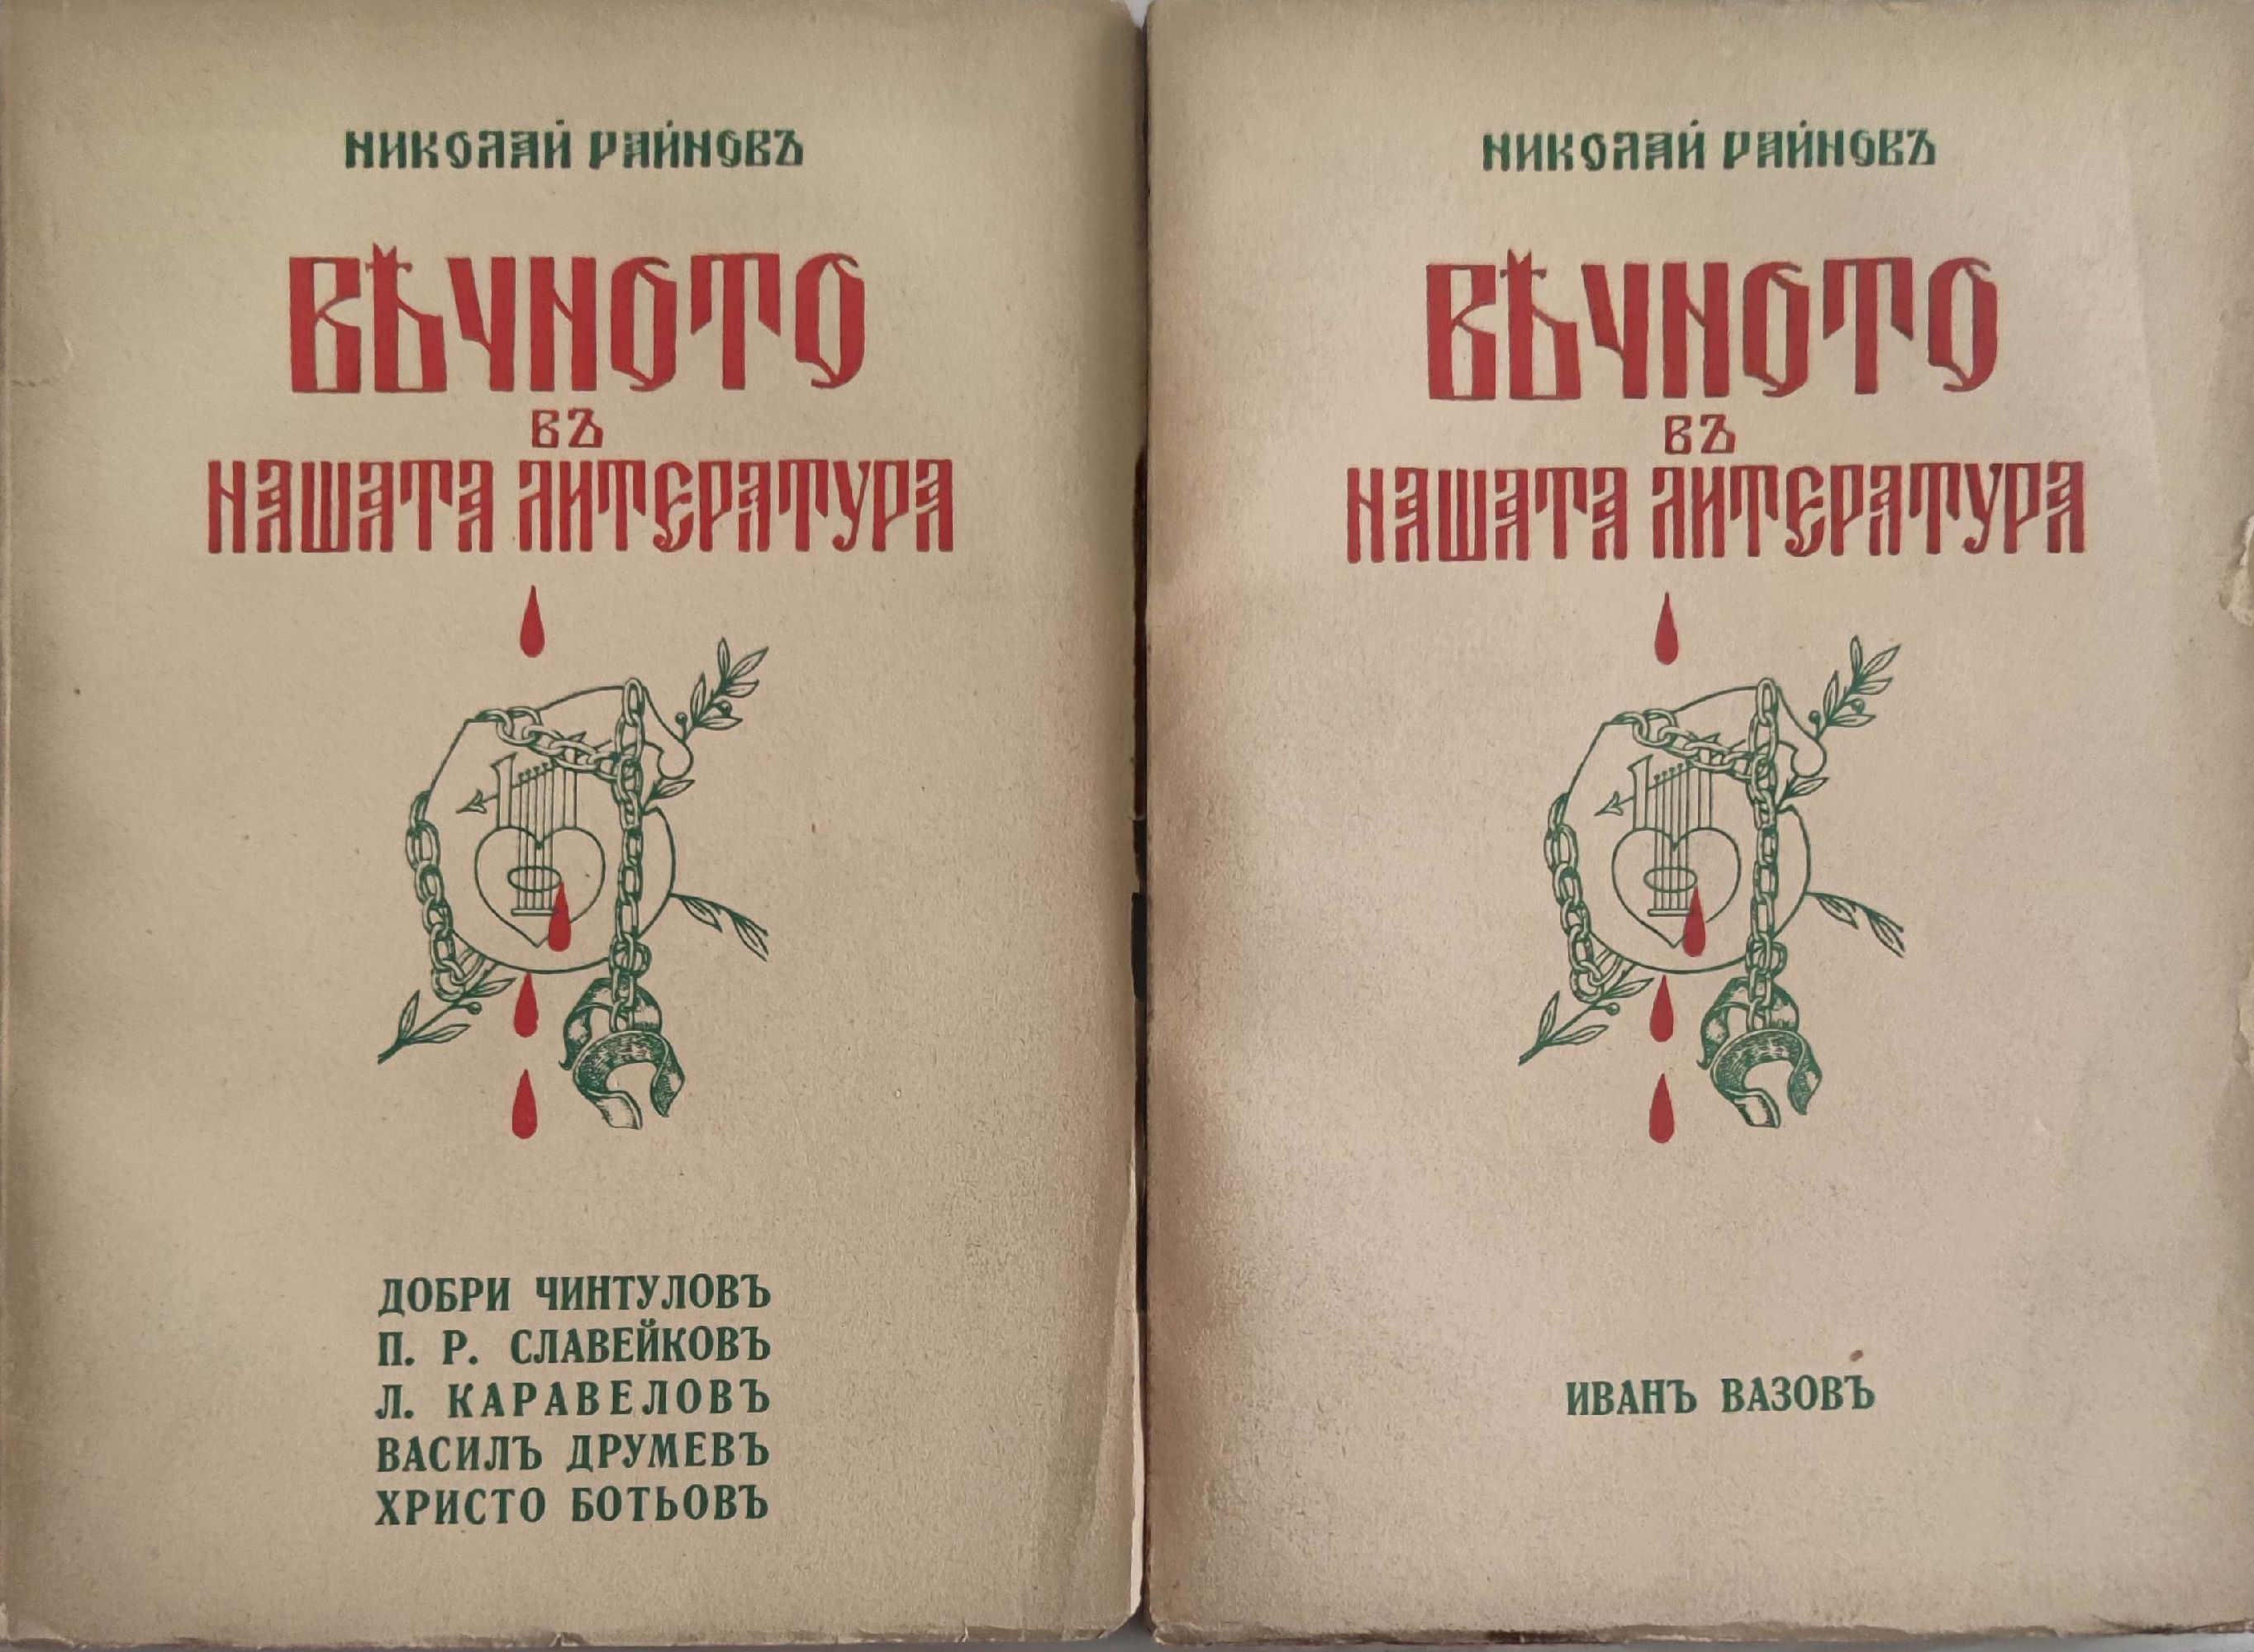 НИКОЛАЙ РАЙНОВЪ
ВѢЧНОТО
ВЪ
НАШАТА ЛИТЕРАТУРА
ДОБРИ ЧИНТУЛОВЪ
П. Р. СЛАВЕЙКОВЪ
Л. КАРАВЕЛОВЪ
ВАСИЛЪ ДРУМЕВЪ
ХРИСТО БОТЬОВЪ
НИКОЛАЙ РАЙНОВЪ
ВѢЧНОТО
ВЪ
НАШАТА ЛИТЕРАТУРА
ИВАНЪ ВАЗОВЪ